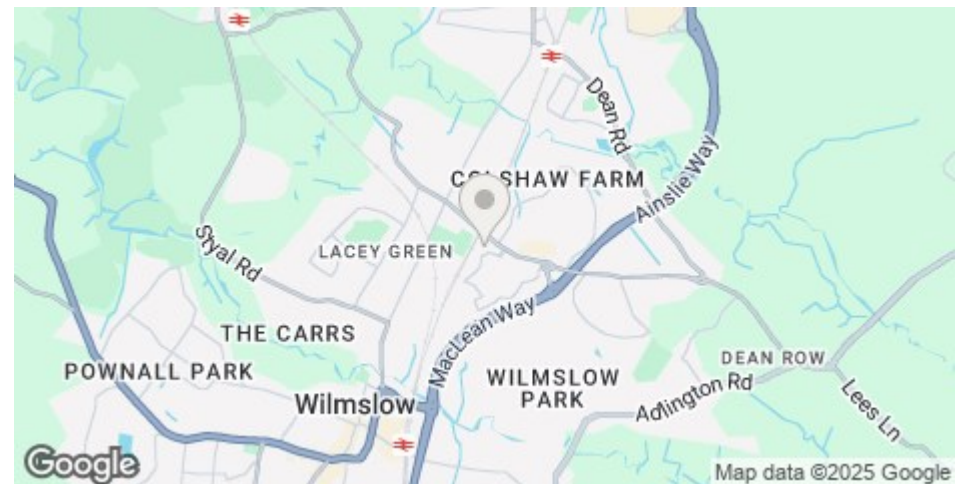 Dean Rd
COLSHAW FARM
Ainslie Way
LACEY GREEN
Styal Rd
THE CARRS
MacLean Way
POWNALL PARK
DEAN ROW
WILMSLOW
PARK
Wilmslow
Adlington Rd
Lees Ln
Google
Map data ©2025 Google